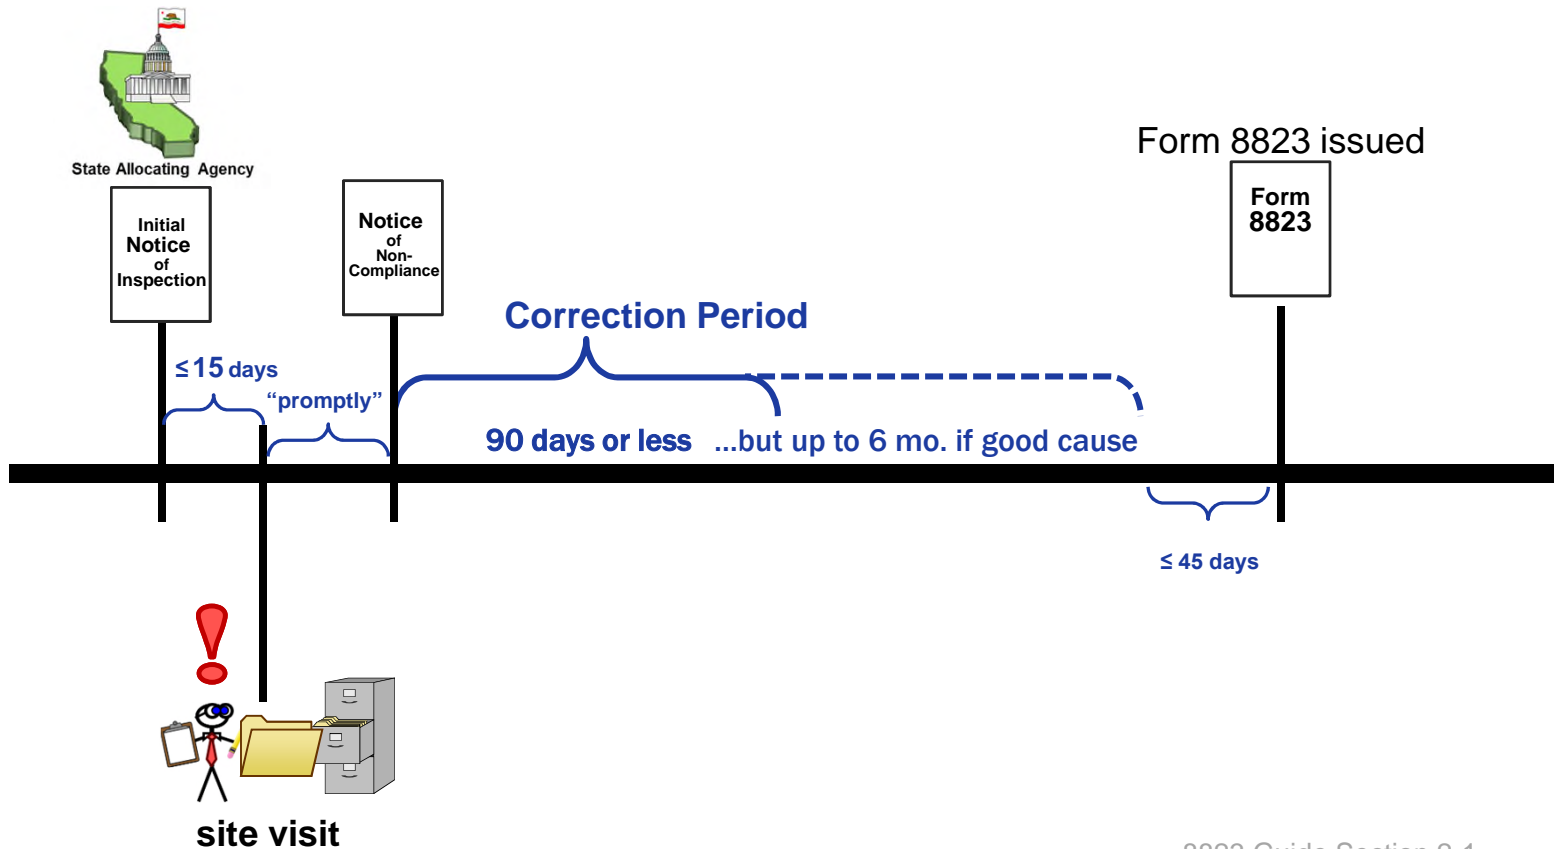 State Allocating Agency
Initial
Notice
of
Inspection
Notice
of
Non-
Compliance
Form 8823 issued
Form
8823
Correction Period
≤ 15 days
“promptly”
90 days or less ...but up to 6 mo. if good cause
≤ 45 days
site visit